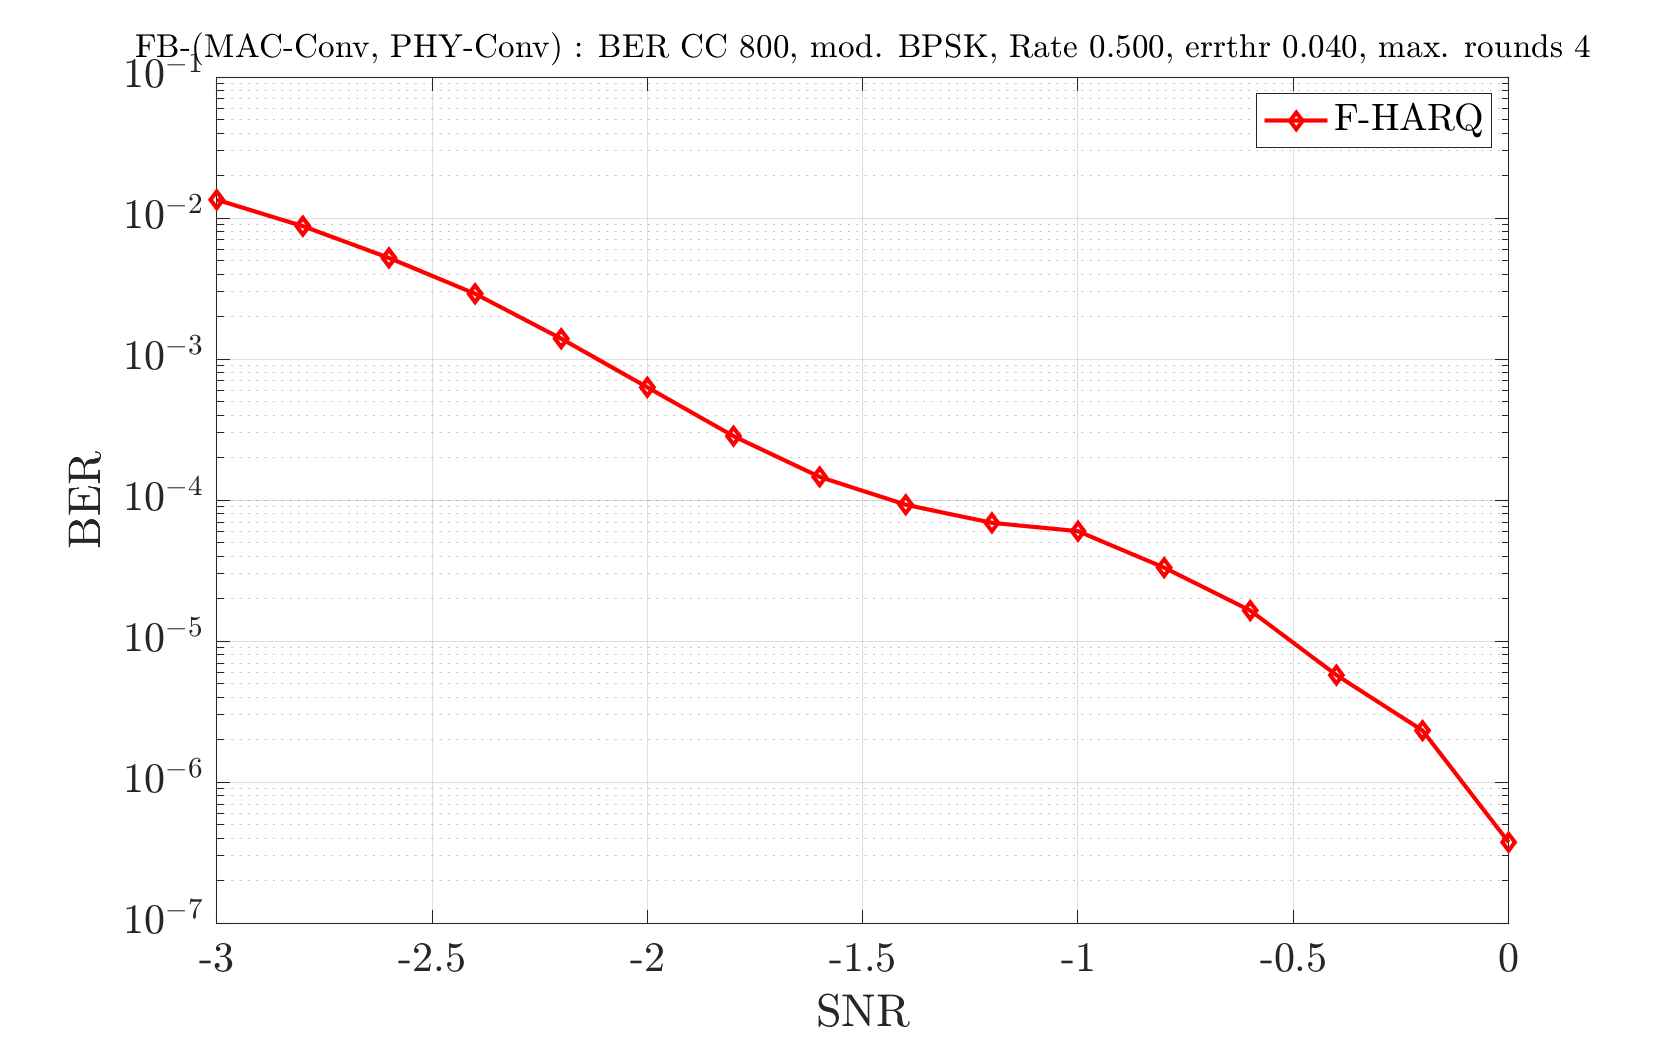 FB-(MAC-Conv, PHY-Conv) : BER CC 800, mod. BPSK, Rate 0.500, errthr 0.040, max. rounds 4
F-HARQ
10⁻¹
10⁻²
10⁻³
10⁻⁴
10⁻⁵
10⁻⁶
10⁻⁷
BER
-3 -2.5 -2 -1.5 -1 -0.5 0
SNR